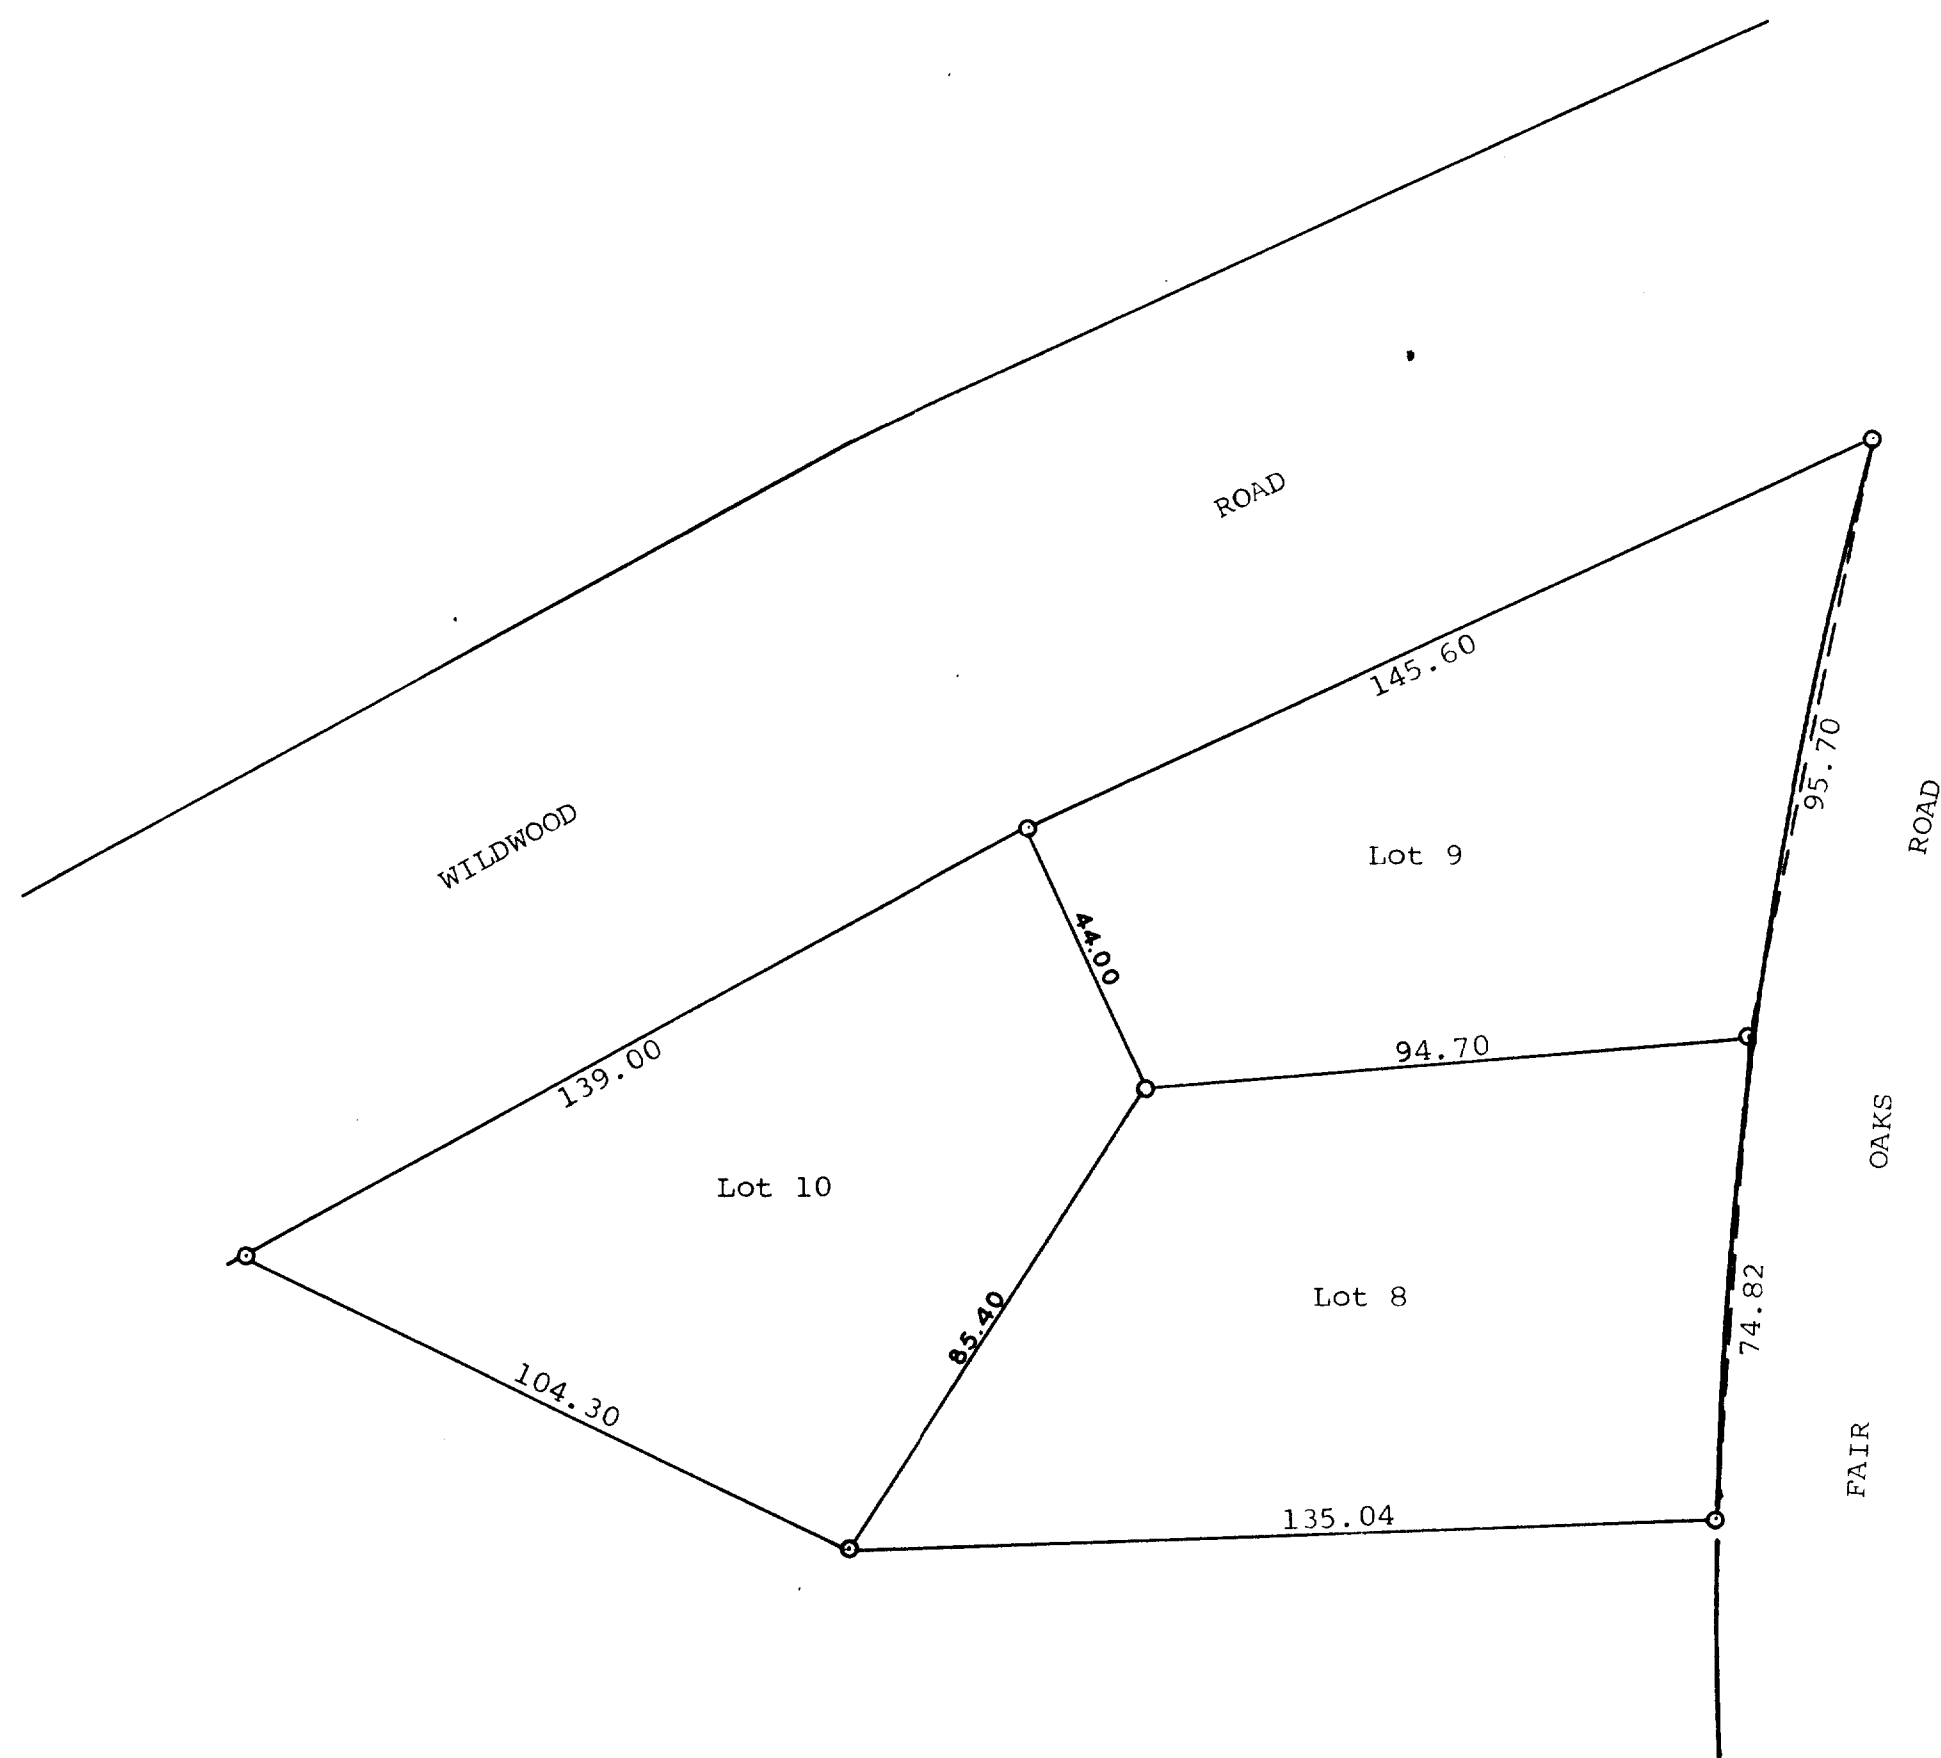 ROAD
145.60
95.70
ROAD
WILDWOOD
Lot 9
44.00
94.70
139.00
OAKS
Lot 10
85.40
Lot 8
74.82
104.30
FAIR
135.04